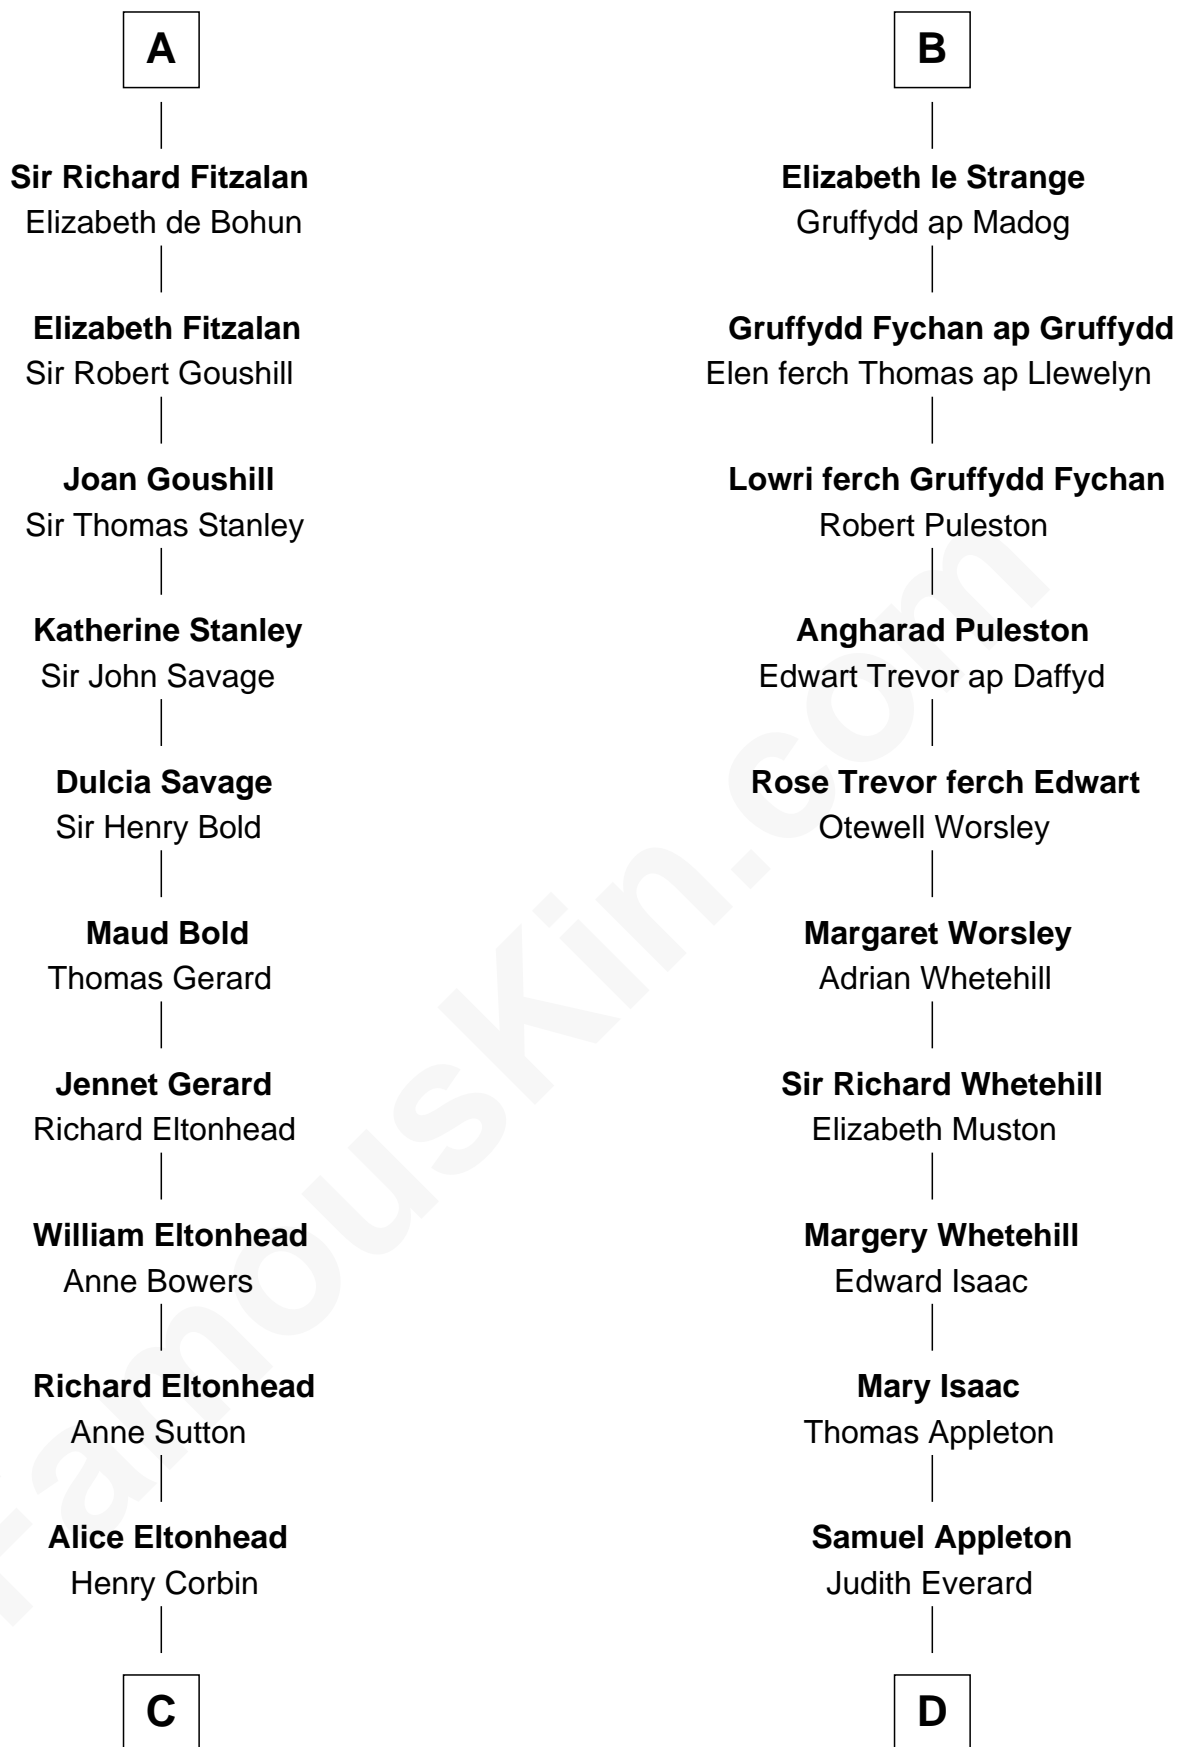 A
Sir Richard Fitzalan
Elizabeth de Bohun
Elizabeth Fitzalan
Sir Robert Goushill
Joan Goushill
Sir Thomas Stanley
Katherine Stanley
Sir John Savage
Dulcia Savage
Sir Henry Bold
Maud Bold
Thomas Gerard
Jennet Gerard
Richard Eltonhead
William Eltonhead
Anne Bowers
Richard Eltonhead
Anne Sutton
Alice Eltonhead
Henry Corbin
C
B
Elizabeth le Strange
Gruffydd ap Madog
Gruffydd Fychan ap Gruffydd
Elen ferch Thomas ap Llewelyn
Lowri ferch Gruffydd Fychan
Robert Puleston
Angharad Puleston
Edwart Trevor ap Daffyd
Rose Trevor ferch Edwart
Otewell Worsley
Margaret Worsley
Adrian Whetehill
Sir Richard Whetehill
Elizabeth Muston
Margery Whetehill
Edward Isaac
Mary Isaac
Thomas Appleton
Samuel Appleton
Judith Everard
D
FamousKin.com